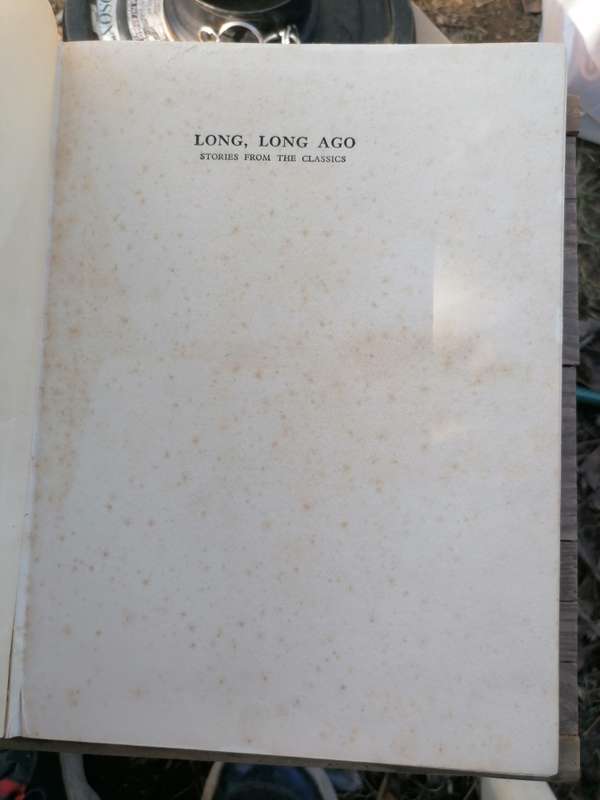 LONG, LONG AGO
STORIES FROM THE CLASSICS